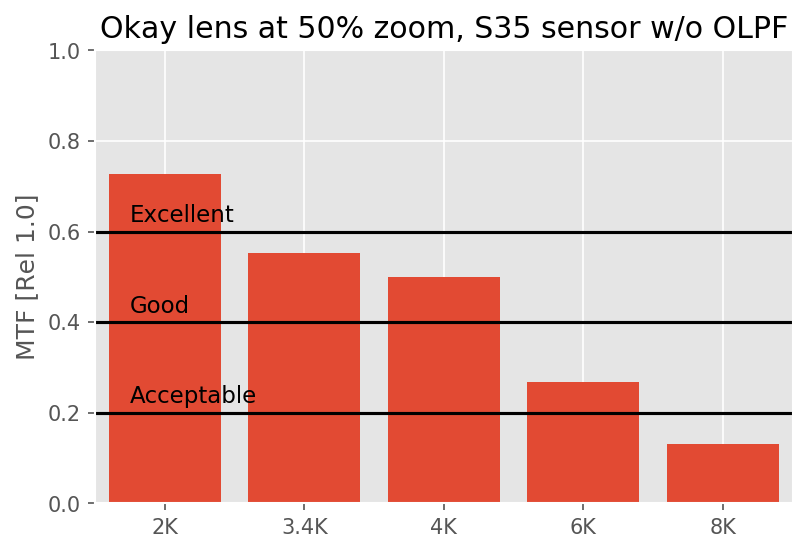 Okay lens at 50% zoom, S35 sensor w/o OLPF
MTF [Rel 1.0]
1.0
0.8
Excellent
0.6
Good
0.4
Acceptable
0.2
0.0
2K 3.4K 4K 6K 8K